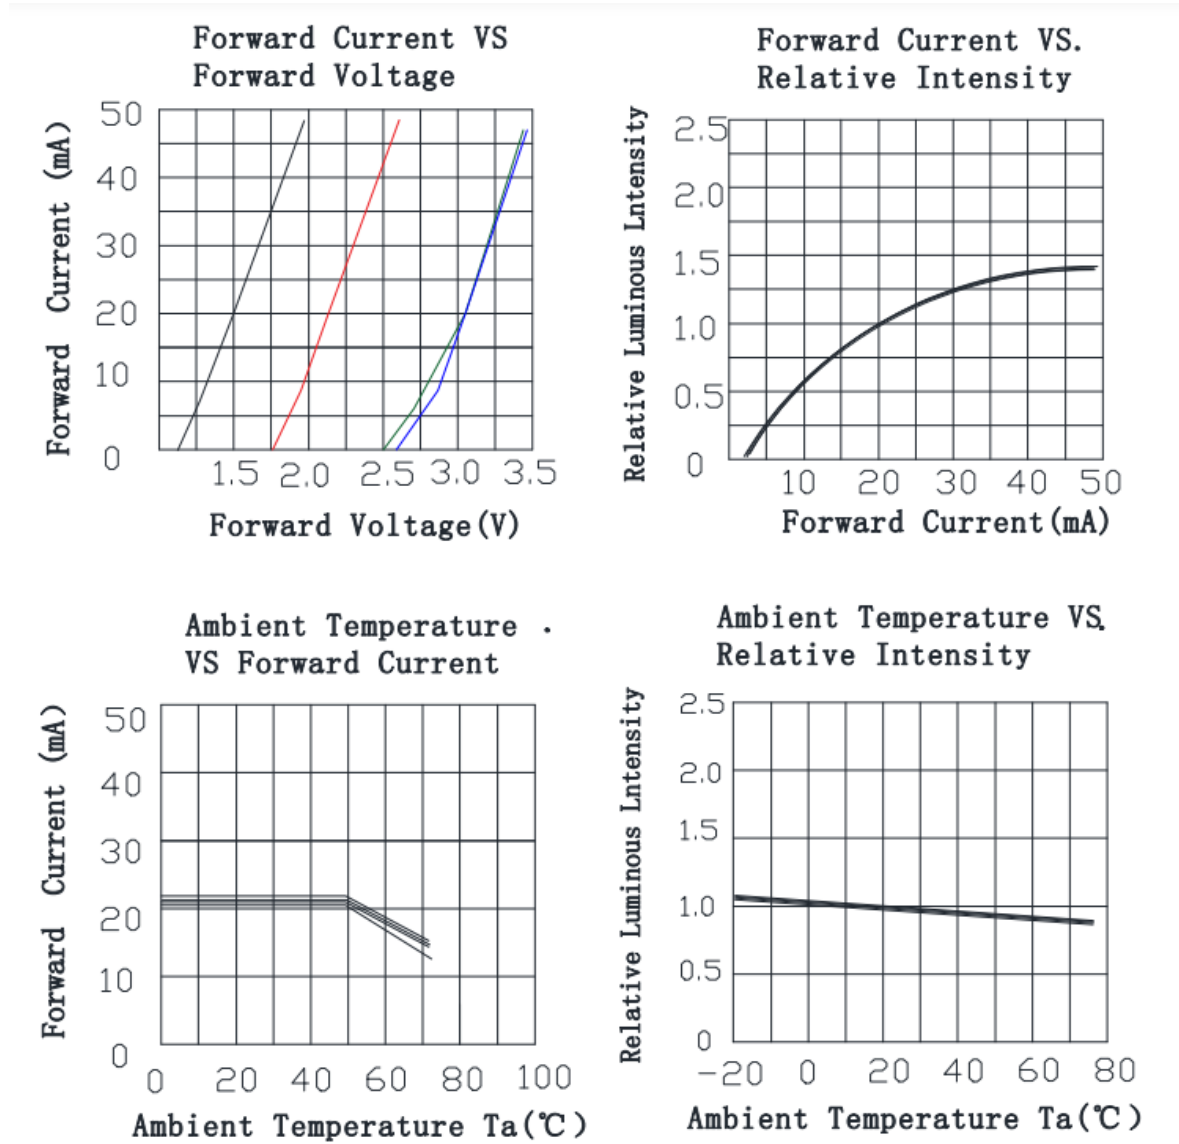 Forward Current VS
Forward Voltage
Forward Current (mA)
50
40
30
20
10
0
1.5 2.0 2.5 3.0 3.5
Forward Voltage(V)
Forward Current VS.
Relative Intensity
Relative Luminous Lntensity
2.5
2.0
1.5
1.0
0.5
0
10 20 30 40 50
Forward Current(mA)
Ambient Temperature .
VS Forward Current
Forward Current (mA)
50
40
30
20
10
0
0 20 40 60 80 100
Ambient Temperature Ta(℃)
Ambient Temperature VS.
Relative Intensity
Relative Luminous Lntensity
2.5
2.0
1.5
1.0
0.5
0
-20 0 20 40 60 80
Ambient Temperature Ta(℃)